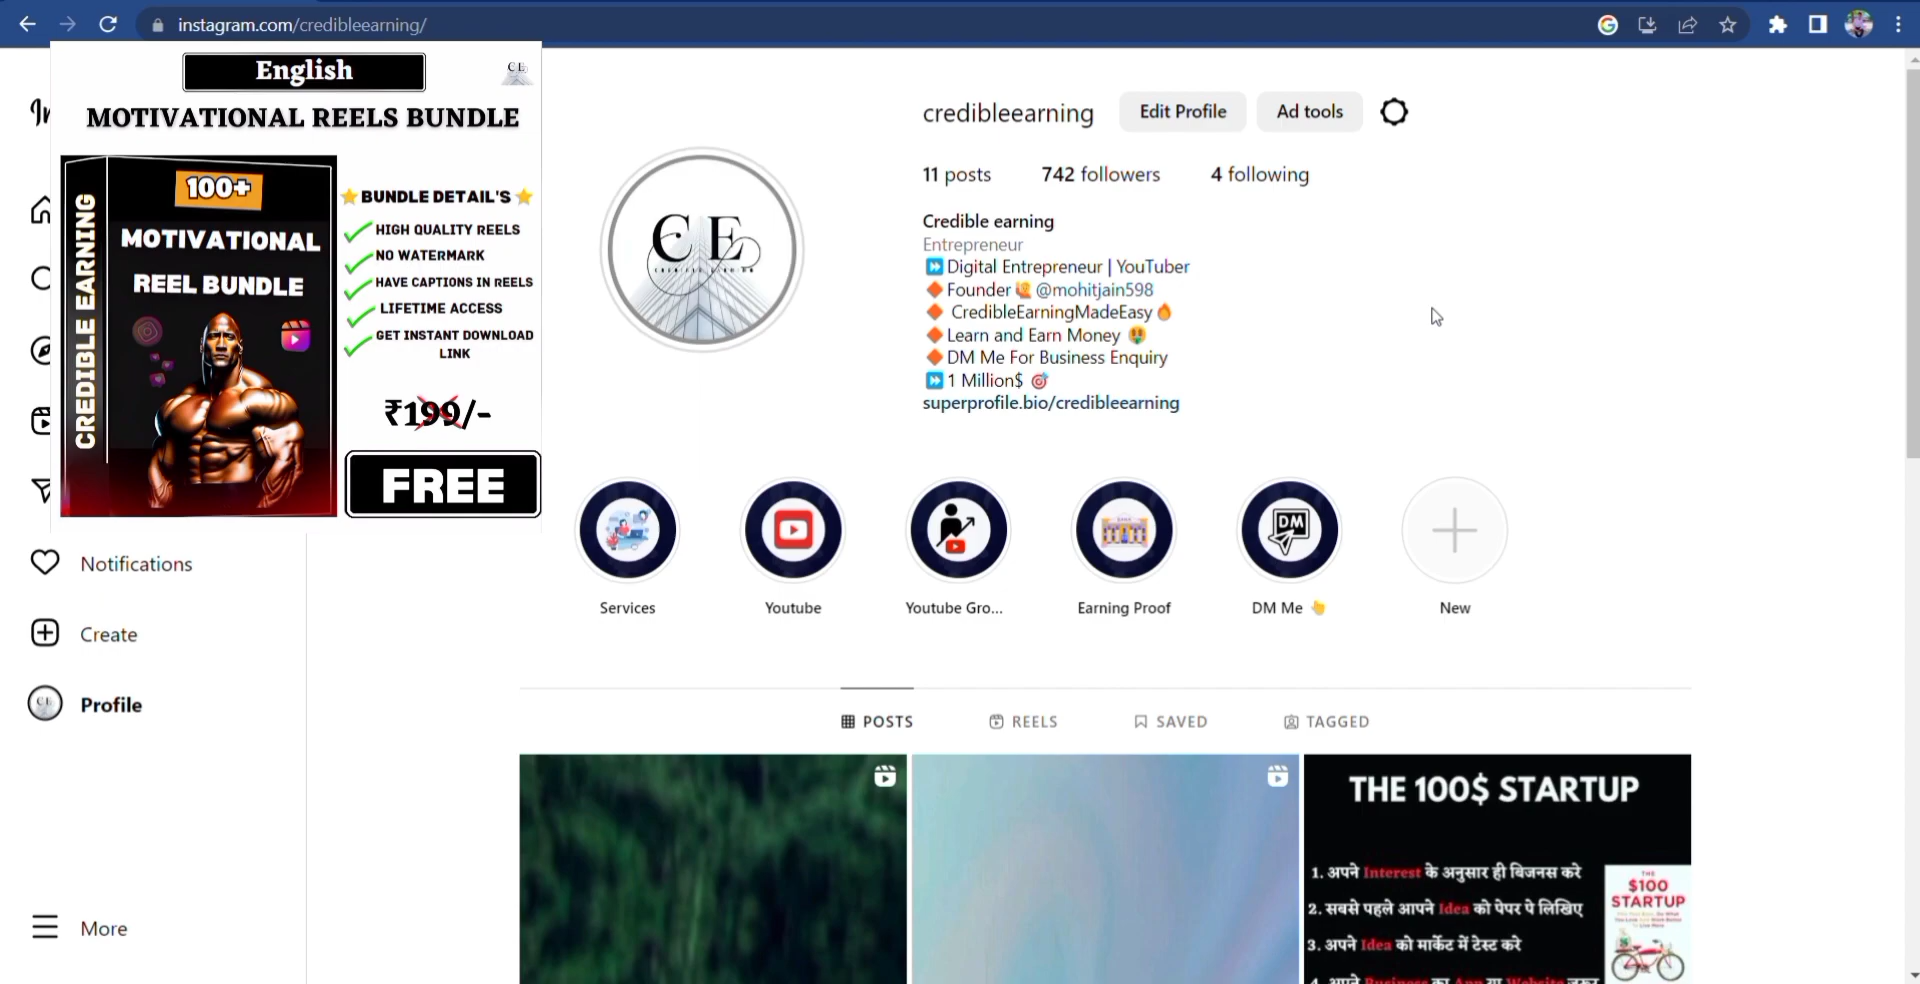 instagram.com/credibleearning/
English
CE
MOTIVATIONAL REELS BUNDLE
CREDIBLE EARNING
100+
MOTIVATIONAL
REEL BUNDLE
⭐ BUNDLE DETAIL'S ⭐
HIGH QUALITY REELS
NO WATERMARK
HAVE CAPTIONS IN REELS
LIFETIME ACCESS
GET INSTANT DOWNLOAD
LINK
₹199/-
FREE
Notifications
Create
Profile
More
CE
credibleearning Edit Profile Ad tools
11 posts 742 followers 4 following
Credible earning
Entrepreneur
⏩Digital Entrepreneur | YouTuber
🔶Founder @mohitjain598
🔶 CredibleEarningMadeEasy🔥
🔶Learn and Earn Money 🤑
🔶DM Me For Business Enquiry
⏩1 Million$ 🎯
superprofile.bio/credibleearning
DM
Services Youtube Youtube Gro... Earning Proof DM Me 👆 New
POSTS REELS SAVED TAGGED
THE 100$ STARTUP
1. अपने Interest के अनुसार ही बिजनस करे
2. सबसे पहले आपने Idea को पेपर पे लिखिए
3. अपने Idea को मार्केट में टेस्ट करे
THE
$100
STARTUP